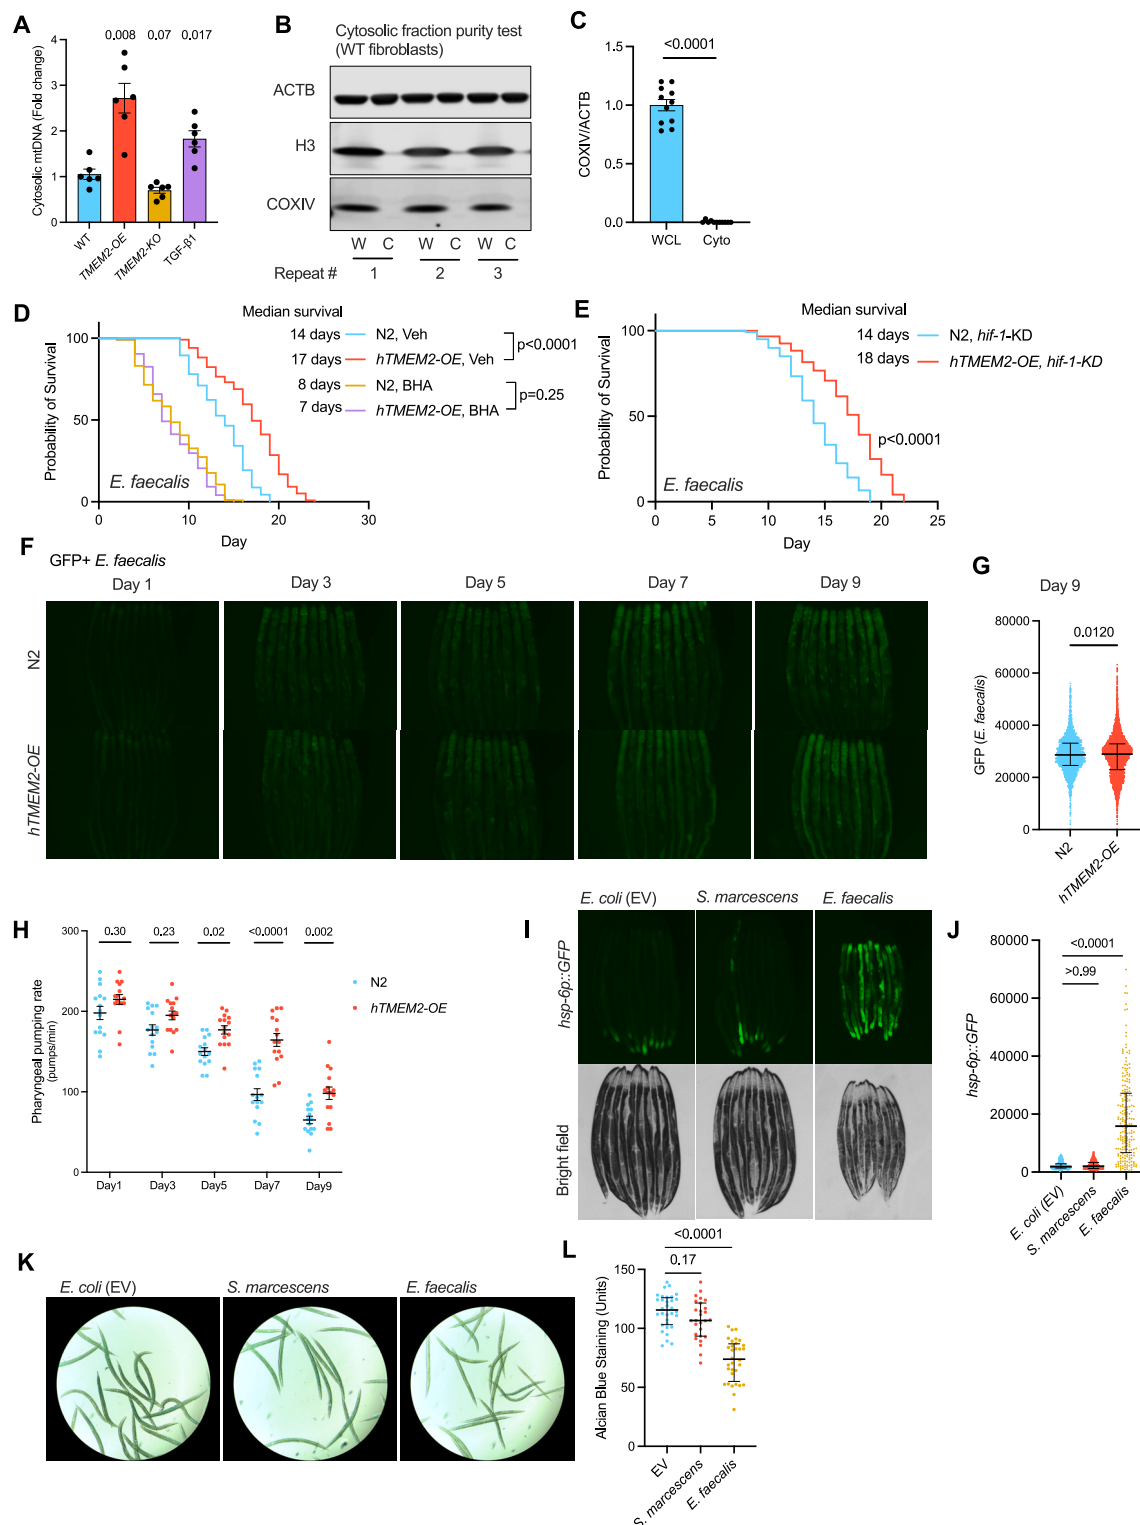 A
0.008
0.07
0.017
Cytosolic mtDNA (Fold change)
4
3
2
1
0
WT
TMEM2-OE
TMEM2-KO
TGF-β1
B
Cytosolic fraction purity test
(WT fibroblasts)
ACTB
H3
COXIV
W C W C W C
Repeat # 1 2 3
C
<0.0001
COXIV/ACTB
1.5
1.0
0.5
0.0
WCL
Cyto
D
Median survival
14 days N2, Veh
17 days hTMEM2-OE, Veh
p<0.0001
8 days N2, BHA
7 days hTMEM2-OE, BHA
p=0.25
Probability of Survival
100
50
0
E. faecalis
0 10 20 30
Day
E
Median survival
14 days N2, hif-1-KD
18 days hTMEM2-OE, hif-1-KD
p<0.0001
Probability of Survival
100
50
0
E. faecalis
0 5 10 15 20 25
Day
F
GFP+ E. faecalis
Day 1 Day 3 Day 5 Day 7 Day 9
N2
hTMEM2-OE
G
Day 9
0.0120
GFP (E. faecalis)
80000
60000
40000
20000
0
N2
hTMEM2-OE
H
0.30 0.23 0.02 <0.0001 0.002
N2
hTMEM2-OE
Pharyngeal pumping rate
(pumps/min)
300
200
100
0
Day1 Day3 Day5 Day7 Day9
I
E. coli (EV) S. marcescens E. faecalis
hsp-6p::GFP
Bright field
J
<0.0001
>0.99
hsp-6p::GFP
80000
60000
40000
20000
0
E. coli (EV)
S. marcescens
E. faecalis
K
E. coli (EV) S. marcescens E. faecalis
L
<0.0001
0.17
Alcian Blue Staining (Units)
150
100
50
0
EV
S. marcescens
E. faecalis